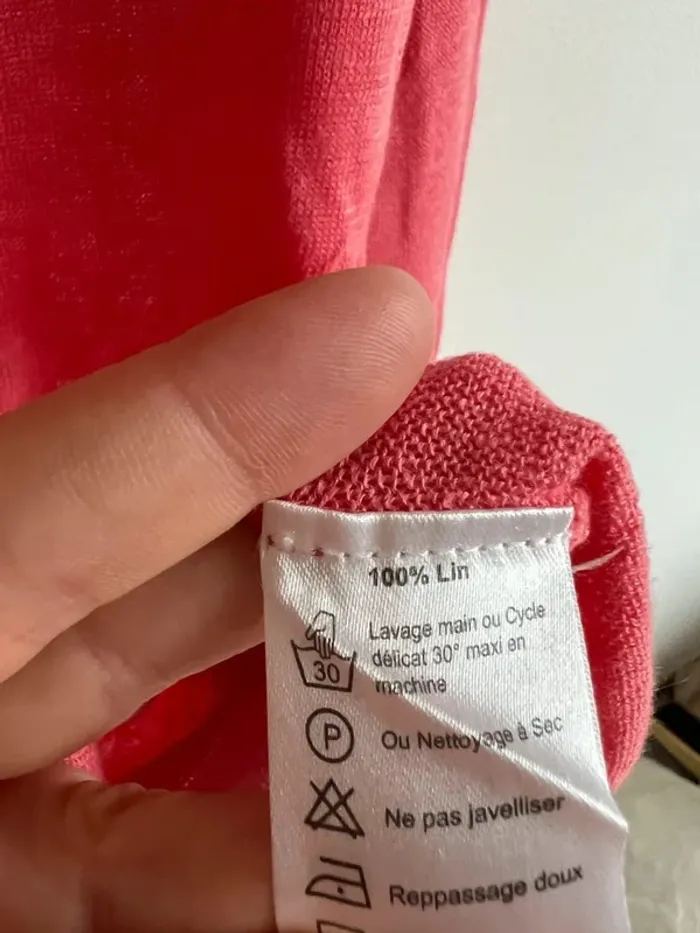 100% Lin
Lavage main ou Cycle
délicat 30° maxi en
machine
30
P
Ou Nettoyage à Sec
Ne pas javelliser
Reppassage doux